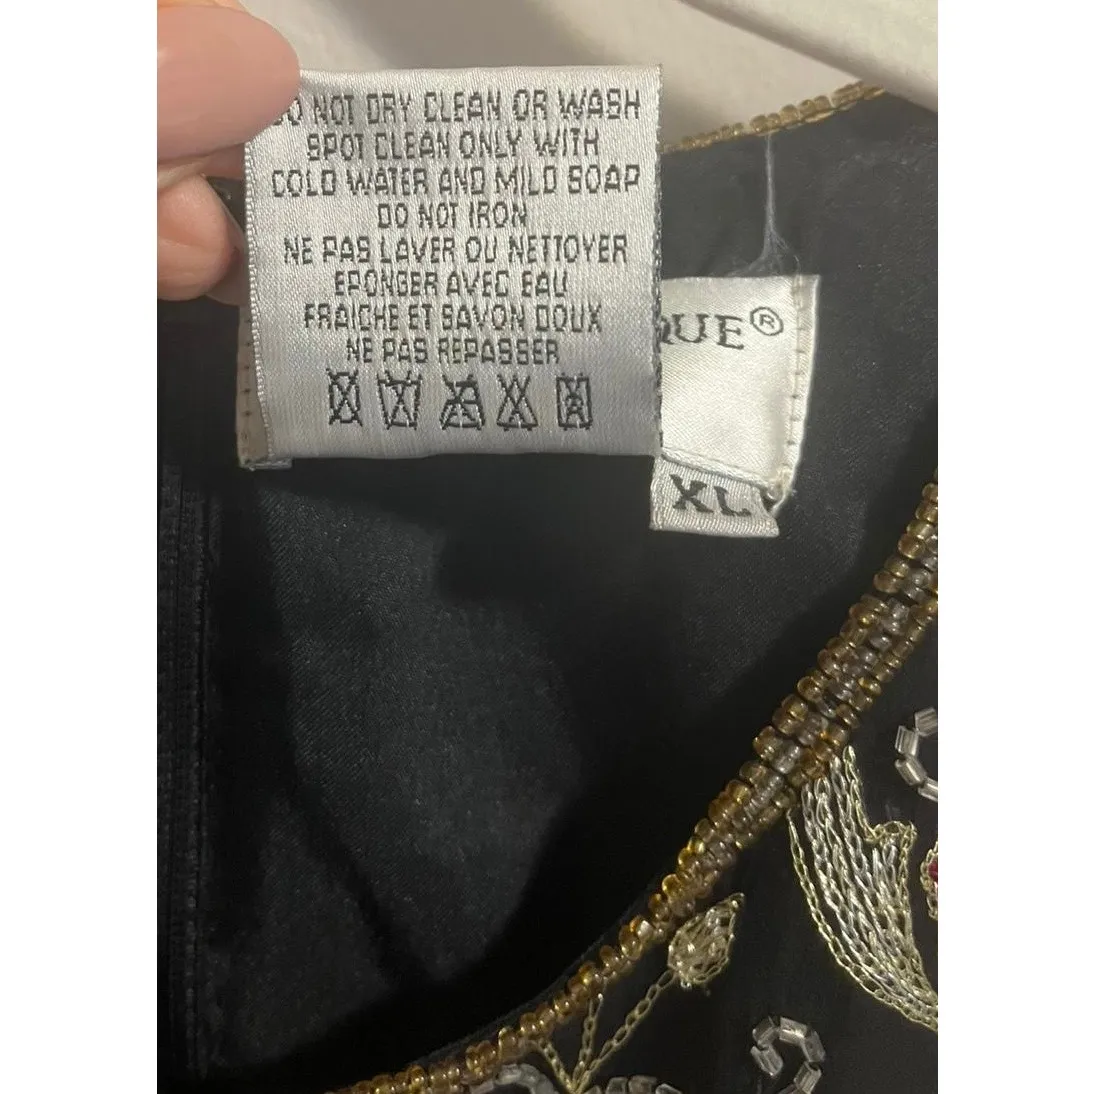 DO NOT DRY CLEAN OR WASH
SPOT CLEAN ONLY WITH
COLD WATER AND MILD SOAP
DO NOT IRON
NE PAS LAVER OU NETTOYER
EPONGER AVEC EAU
FRAICHE ET SAVON DOUX
NE PAS REPASSER
QUE®
XL